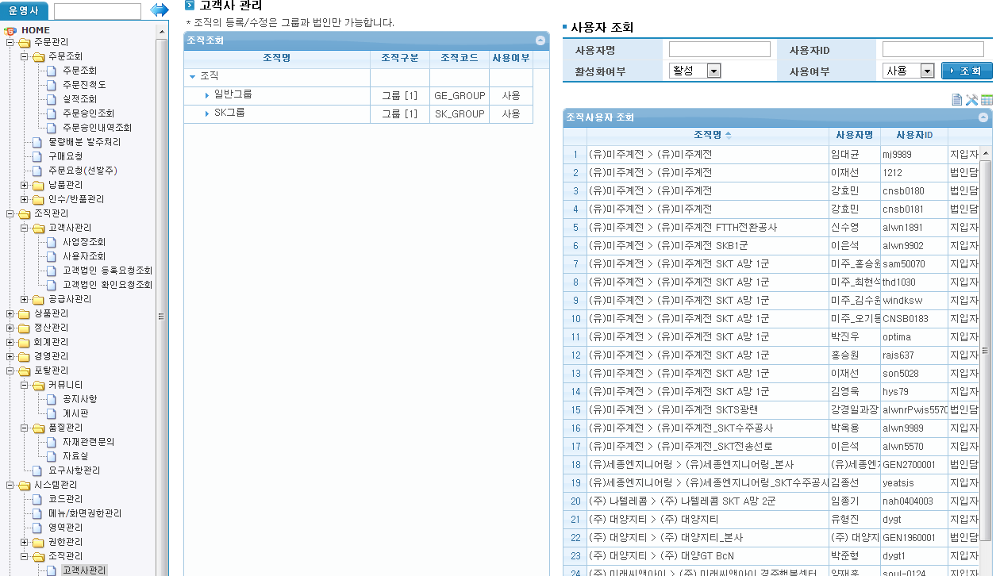 운영사
HOME
주문관리
주문조회
주문조회
주문진척도
실적조회
주문승인조회
주문승인내역조회
물량배분 발주처리
구매요청
주문요청(선발주)
납품관리
인수/반품관리
조직관리
고객사관리
사업장조회
사용자조회
고객법인 등록요청조회
고객법인 확인요청조회
공급사관리
상품관리
정산관리
회계관리
경영관리
포탈관리
커뮤니티
공지사항
게시판
품질관리
자재관련문의
자료실
요구사항관리
시스템관리
코드관리
메뉴/화면권한관리
영역관리
권한관리
조직관리
고객사관리
고객사 관리
* 조직의 등록/수정은 그룹과 법인만 가능합니다.
조직조회
조직명 조직구분 조직코드 사용여부
조직
일반그룹 그룹 [1] GE_GROUP 사용
SK그룹 그룹 [1] SK_GROUP 사용
사용자 조회
사용자명 사용자ID
활성화여부 활성 사용여부 사용 조회
조직사용자 조회
조직명 사용자명 사용자ID
1 (유)미주계전 > (유)미주계전 임대균 mj9989 지입자
2 (유)미주계전 > (유)미주계전 이재선 1212 법인담
3 (유)미주계전 > (유)미주계전 강효민 cnsb0180 법인담
4 (유)미주계전 > (유)미주계전 강효민 cnsb0181 법인담
5 (유)미주계전 > (유)미주계전 FTTH전환공사 신수영 alwn1891 지입자
6 (유)미주계전 > (유)미주계전 SKB1군 이은석 alwn9902 지입자
7 (유)미주계전 > (유)미주계전 SKT A망 1군 미주_홍승원 sam50070 지입자
8 (유)미주계전 > (유)미주계전 SKT A망 1군 미주_최현석 thd1030 지입자
9 (유)미주계전 > (유)미주계전 SKT A망 1군 미주_김수원 windksw 지입자
10 (유)미주계전 > (유)미주계전 SKT A망 1군 미주_오기동 CNSB0183 지입자
11 (유)미주계전 > (유)미주계전 SKT A망 1군 박진우 optima 지입자
12 (유)미주계전 > (유)미주계전 SKT A망 1군 홍승원 rajs637 지입자
13 (유)미주계전 > (유)미주계전 SKT A망 1군 이재선 son5028 지입자
14 (유)미주계전 > (유)미주계전 SKT A망 1군 김영욱 hys79 지입자
15 (유)미주계전 > (유)미주계전 SKTS광랜 강경일과장 alwnrPwjs5570 법인담
16 (유)미주계전 > (유)미주계전_SKT수주공사 박옥용 alwn9989 지입자
17 (유)미주계전 > (유)미주계전_SKT전송선로 이은석 alwn5570 지입자
18 (유)세종엔지니어링 > (유)세종엔지니어링_본사 (유)세종엔지 GEN2700001 법인담
19 (유)세종엔지니어링 > (유)세종엔지니어링_SKT수주공사 김종선 yeatsjs 지입자
20 (주) 나텔레콤 > (주) 나텔레콤 SKT A망 2군 임종기 nah0404003 지입자
21 (주) 대양지티 > (주) 대양지티 유형진 dygt 지입자
22 (주) 대양지티 > (주) 대양지티_본사 (주) 대양지 GEN1960001 법인담
23 (주) 대양지티 > (주) 대양GT BcN 박준형 dygt1 지입자
24 (주) 미래씨앤아이 > (주) 미래씨앤아이 경주행복센터 soul-0124 지입자